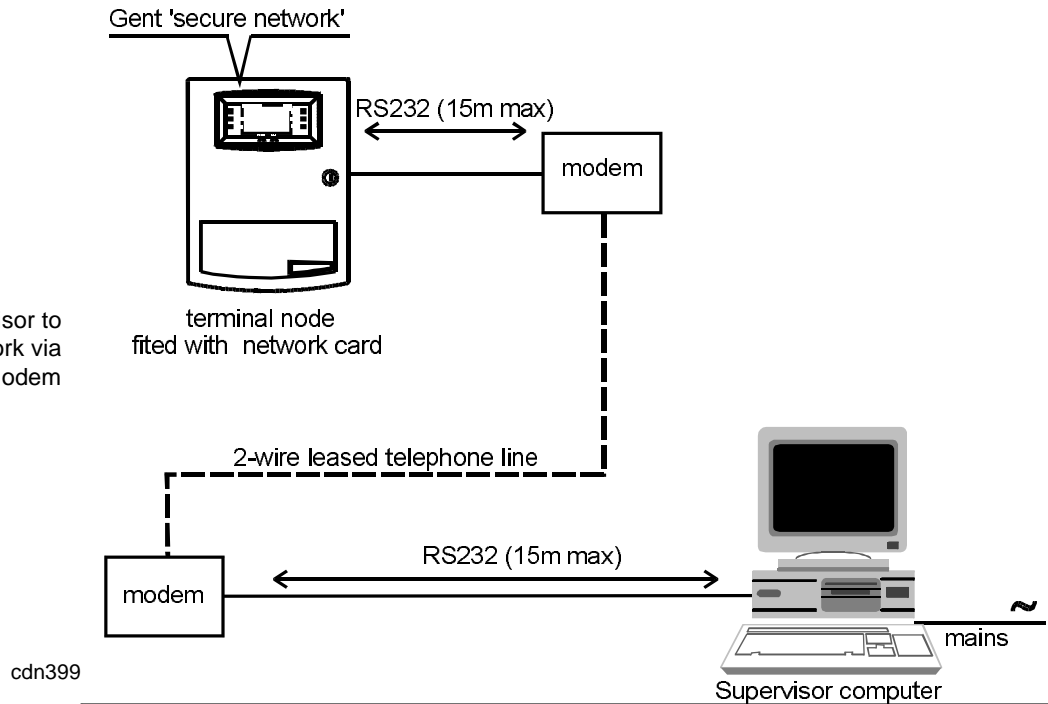 Gent 'secure network'
RS232 (15m max)
modem
terminal node
fited with network card
sor to
ork via
odem
2-wire leased telephone line
RS232 (15m max)
modem
~
mains
cdn399
Supervisor computer